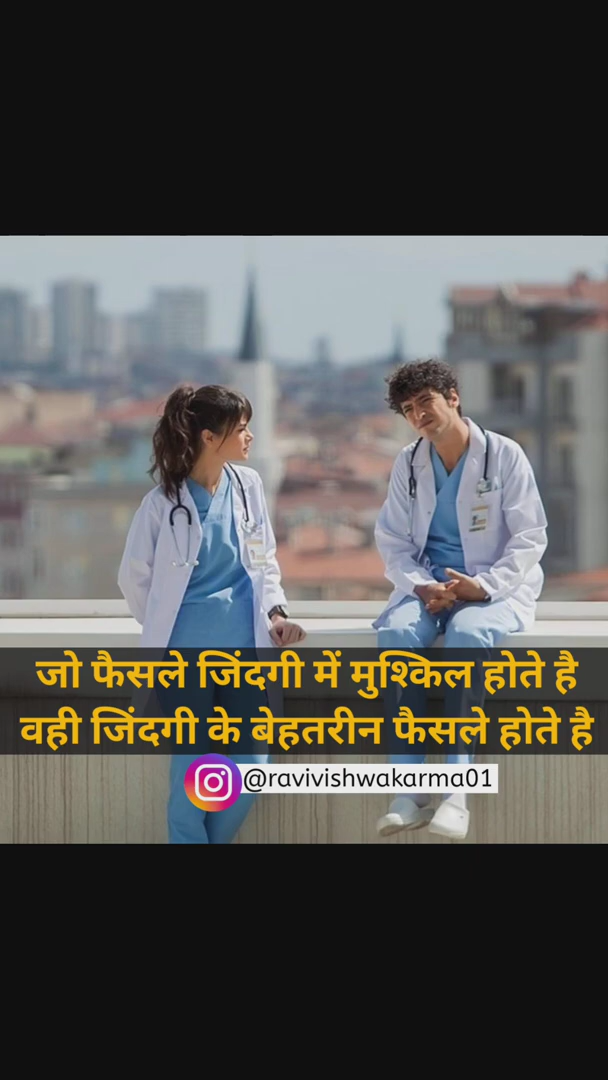 जो फैसले जिंदगी में मुश्किल होते है
वही जिंदगी के बेहतरीन फैसले होते है
@ravivishwakarma01